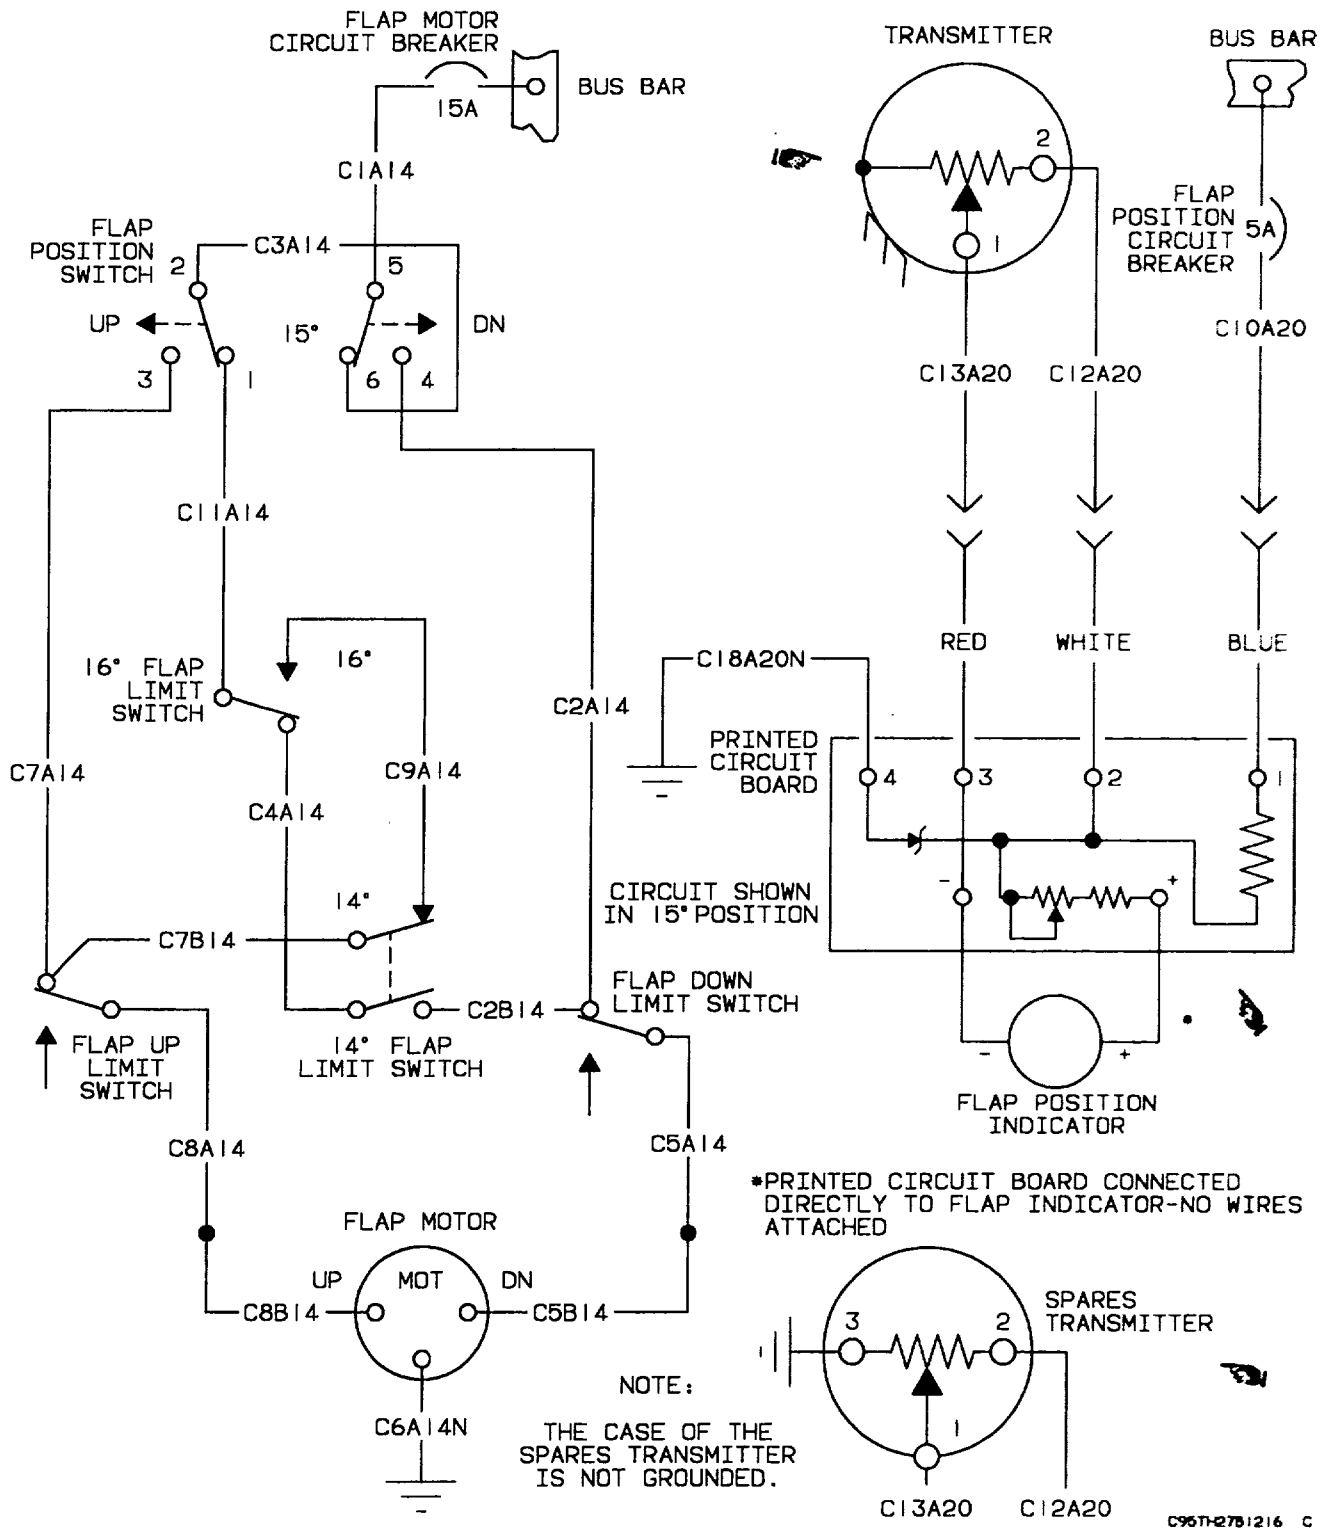 FLAP MOTOR
CIRCUIT BREAKER
BUS BAR
15A
C1A14
FLAP
POSITION
SWITCH
C3A14
2
5
UP
15°
DN
3
1
6
4
C11A14
16° FLAP
LIMIT
SWITCH
16°
C2A14
C7A14
C9A14
C4A14
14°
C7B14
C2B14
FLAP UP
LIMIT
SWITCH
14° FLAP
LIMIT SWITCH
FLAP DOWN
LIMIT SWITCH
C8A14
C5A14
FLAP MOTOR
UP
MOT
DN
C8B14
C5B14
C6A14N
TRANSMITTER
2
1
BUS BAR
FLAP
POSITION
CIRCUIT
BREAKER
5A
C10A20
C13A20
C12A20
RED
WHITE
BLUE
C18A20N
PRINTED
CIRCUIT
BOARD
4
3
2
1
CIRCUIT SHOWN
IN 15° POSITION
-
+
*
-
+
FLAP POSITION
INDICATOR
*PRINTED CIRCUIT BOARD CONNECTED
DIRECTLY TO FLAP INDICATOR-NO WIRES
ATTACHED
3
2
SPARES
TRANSMITTER
1
NOTE:
THE CASE OF THE
SPARES TRANSMITTER
IS NOT GROUNDED.
C13A20
C12A20
C95TH27B1216 C